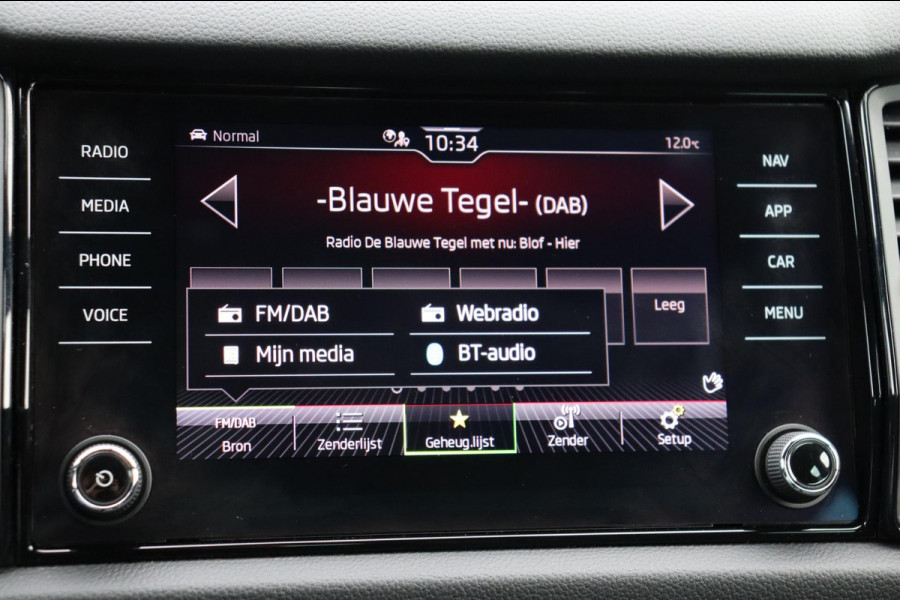 RADIO
MEDIA
PHONE
VOICE
Normal
10:34
12.0°C
-Blauwe Tegel- (DAB)
Radio De Blauwe Tegel met nu: Blof - Hier
Leeg
FM/DAB
Webradio
Mijn media
BT-audio
FM/DAB
Bron
Zenderlijst
Geheug.lijst
Zender
Setup
NAV
APP
CAR
MENU